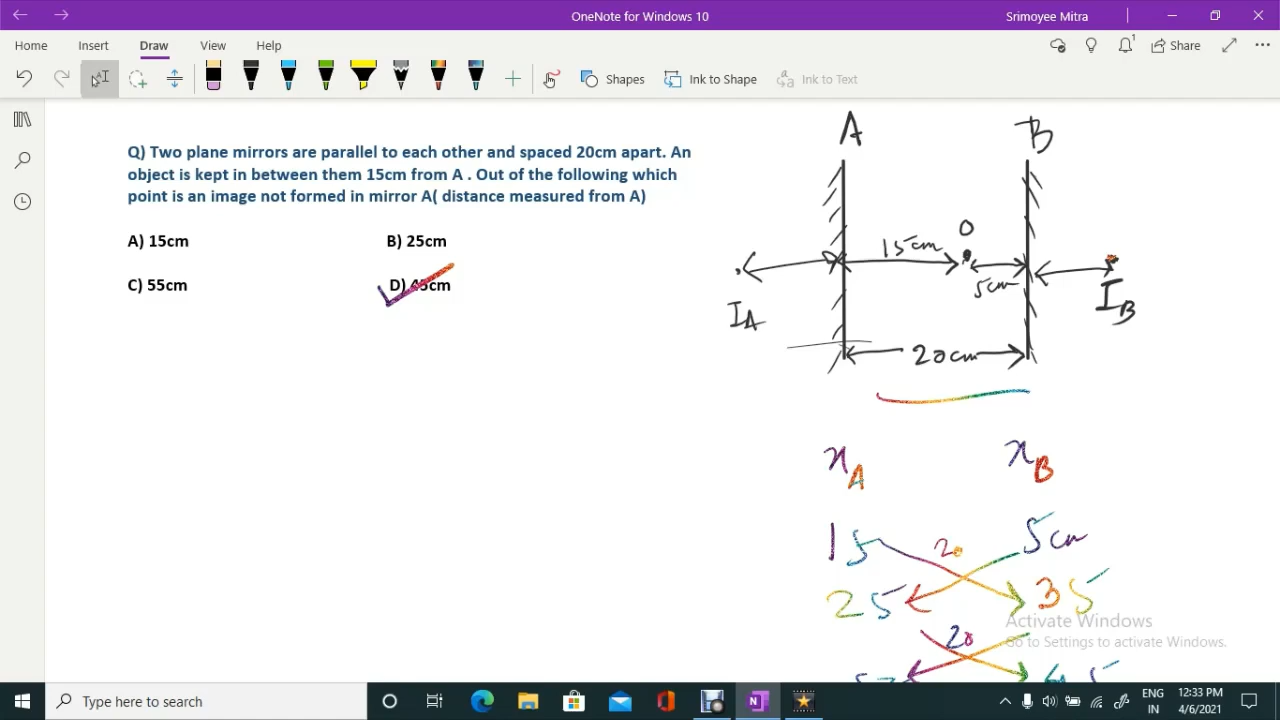 OneNote for Windows 10
Srimoyee Mitra
Home Insert Draw View Help
Share
Shapes Ink to Shape Ink to Text
Q) Two plane mirrors are parallel to each other and spaced 20cm apart. An
object is kept in between them 15cm from A . Out of the following which
point is an image not formed in mirror A( distance measured from A)
A) 15cm B) 25cm
C) 55cm D) 45cm
A B
O
15cm
5cm
I_A I_B
20cm
x_A x_B
15 20 5cm
25 35
20
Activate Windows
Go to Settings to activate Windows.
Type here to search
ENG
IN
12:33 PM
4/6/2021